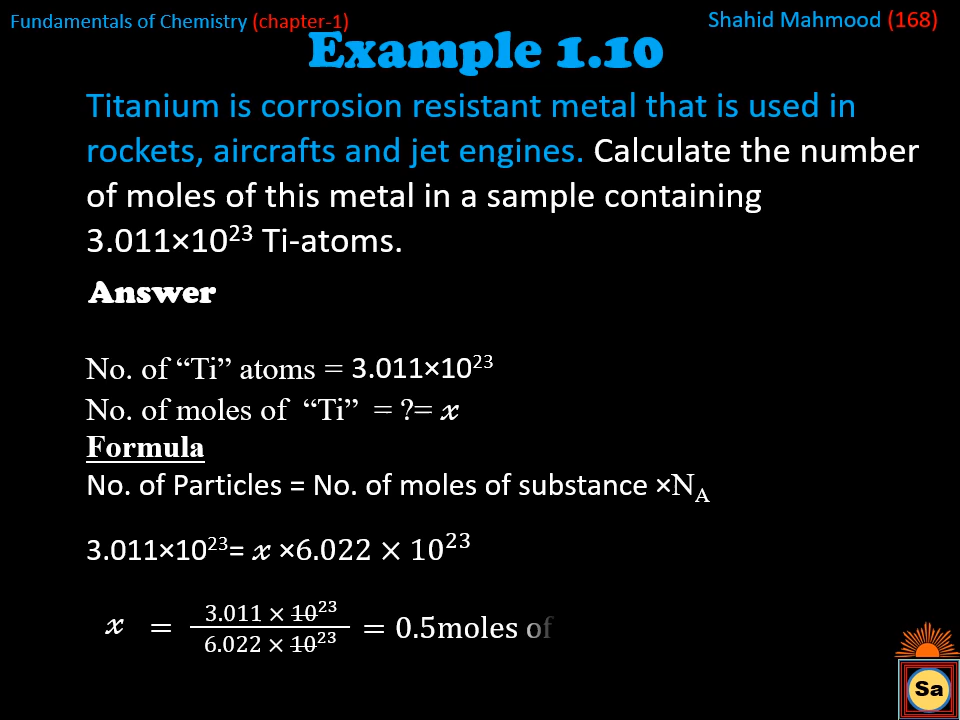 Fundamentals of Chemistry (chapter-1)
Shahid Mahmood (168)
Example 1.10
Titanium is corrosion resistant metal that is used in
rockets, aircrafts and jet engines. Calculate the number
of moles of this metal in a sample containing
3.011×10²³ Ti-atoms.
Answer
No. of “Ti” atoms = 3.011×10²³
No. of moles of “Ti” = ?= x
Formula
No. of Particles = No. of moles of substance ×N_A
3.011×10²³= x ×6.022 × 10²³
x = (3.011 × 10²³)/(6.022 × 10²³) = 0.5moles of
Sa